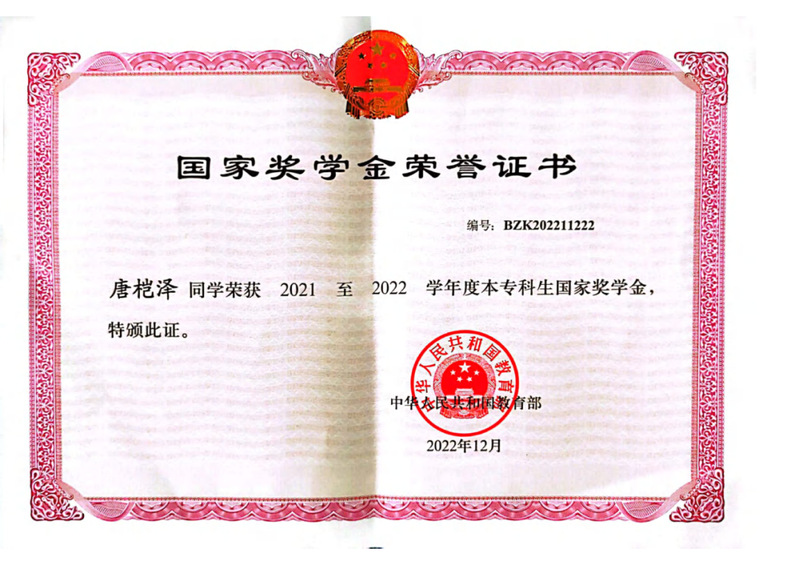 国家奖学金荣誉证书
编号：BZK202211222
唐桤泽 同学荣获 2021 至 2022 学年度本专科生国家奖学金，
特颁此证。
中华人民共和国教育部
中华人民共和国教育部
2022年12月